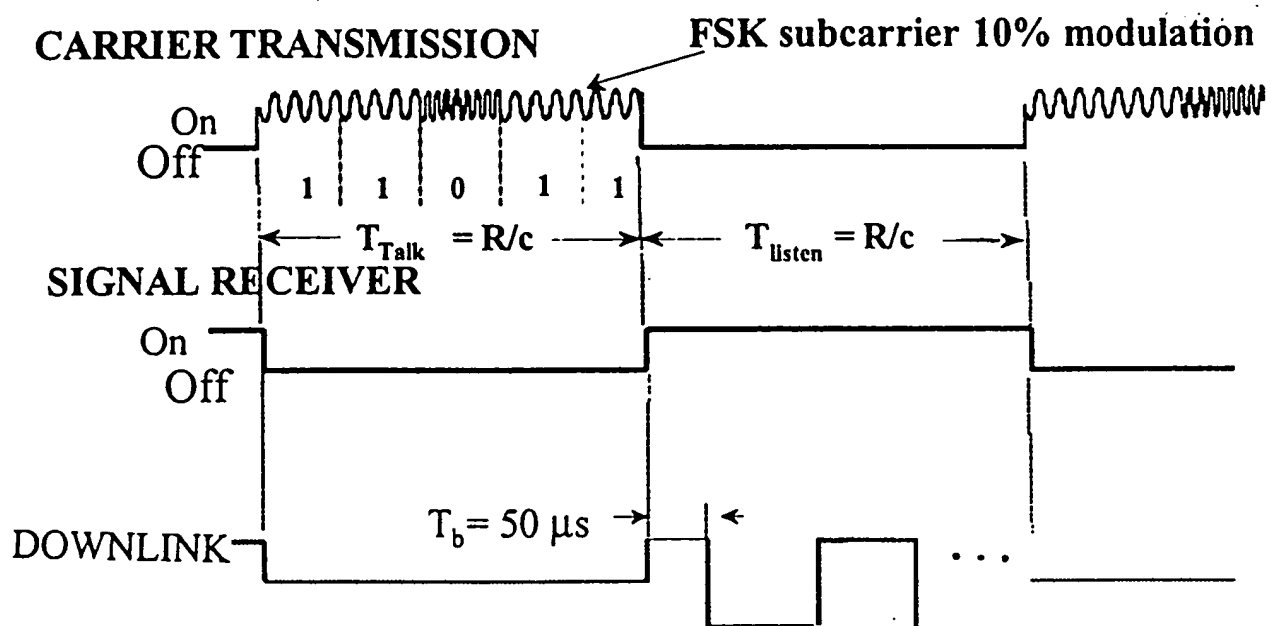 CARRIER TRANSMISSION
FSK subcarrier 10% modulation
On
Off
1 1 0 1 1
T_Talk = R/c
T_listen = R/c
SIGNAL RECEIVER
On
Off
T_b = 50 μs
DOWNLINK
. . .